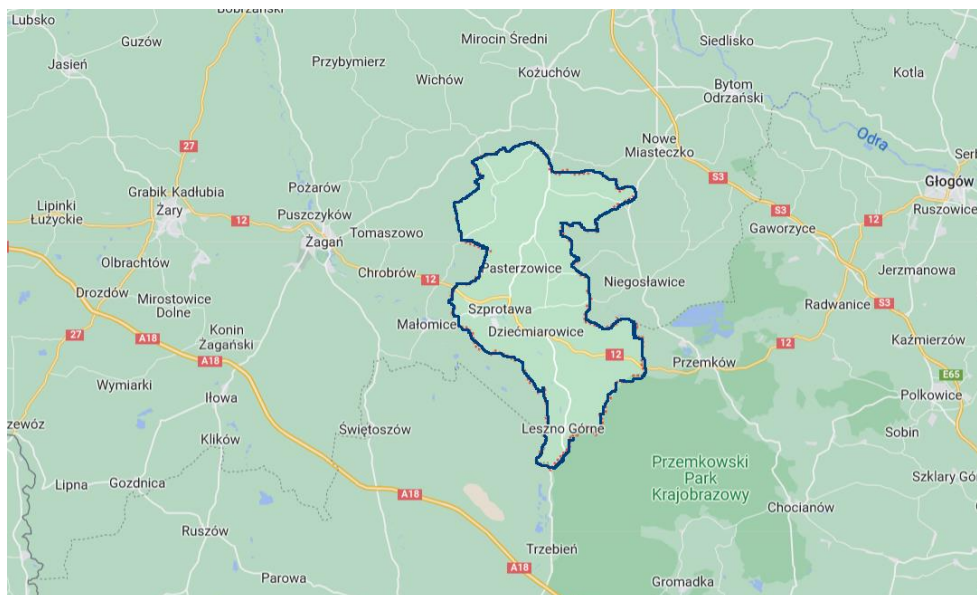 Lubsko
Guzów
Jasień
Przybymierz
Mirocin Średni
Wichów
Kożuchów
Siedlisko
Bytom
Odrzański
Kotla
Odra
27
Nowe
Miasteczko
S3
Głogów
Ruszowice
Grabik Kadłubia
Żary
Lipinki
Łużyckie
12
Pożarów
Puszczyków
Żagań
Tomaszowo
S3
12
Gaworzyce
Olbrachtów
Chrobrów
12
Pasterzowice
Niegosławice
Jerzmanowa
Drozdów
Mirostowice
Dolne
Radwanice
S3
27
A18
Konin
Żagański
A18
Małomice
Szprotawa
Dziećmiarowice
12
Przemków
12
Kaźmierzów
E65
Polkowice
Wymiarki
Iłowa
Klików
Świętoszów
Leszno Górne
Sobin
Lipna
Gozdnica
A18
Przemkowski
Park
Krajobrazowy
Chocianów
Ruszów
Parowa
Trzebień
A18
Gromadka